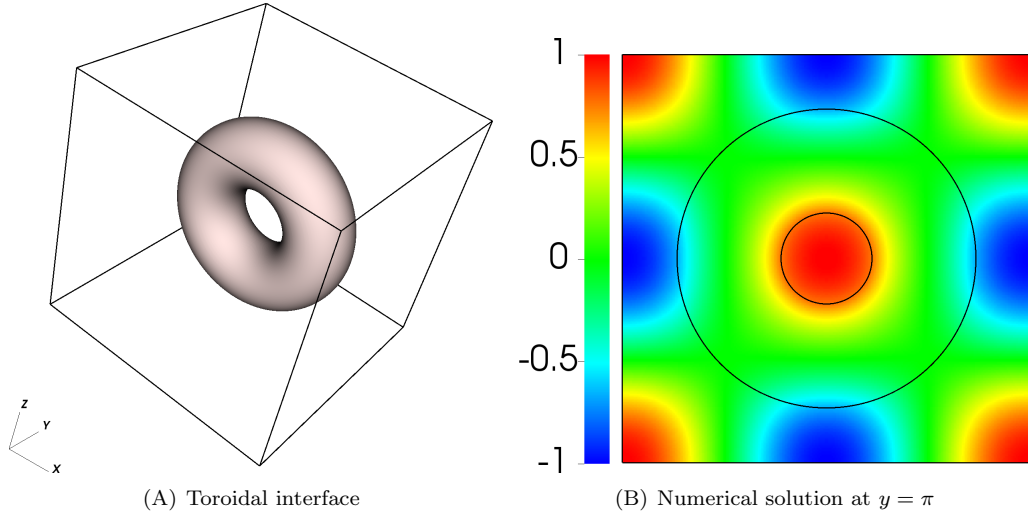 1
0.5
0
-0.5
-1
Z
Y
X
(A) Toroidal interface
(B) Numerical solution at y = π